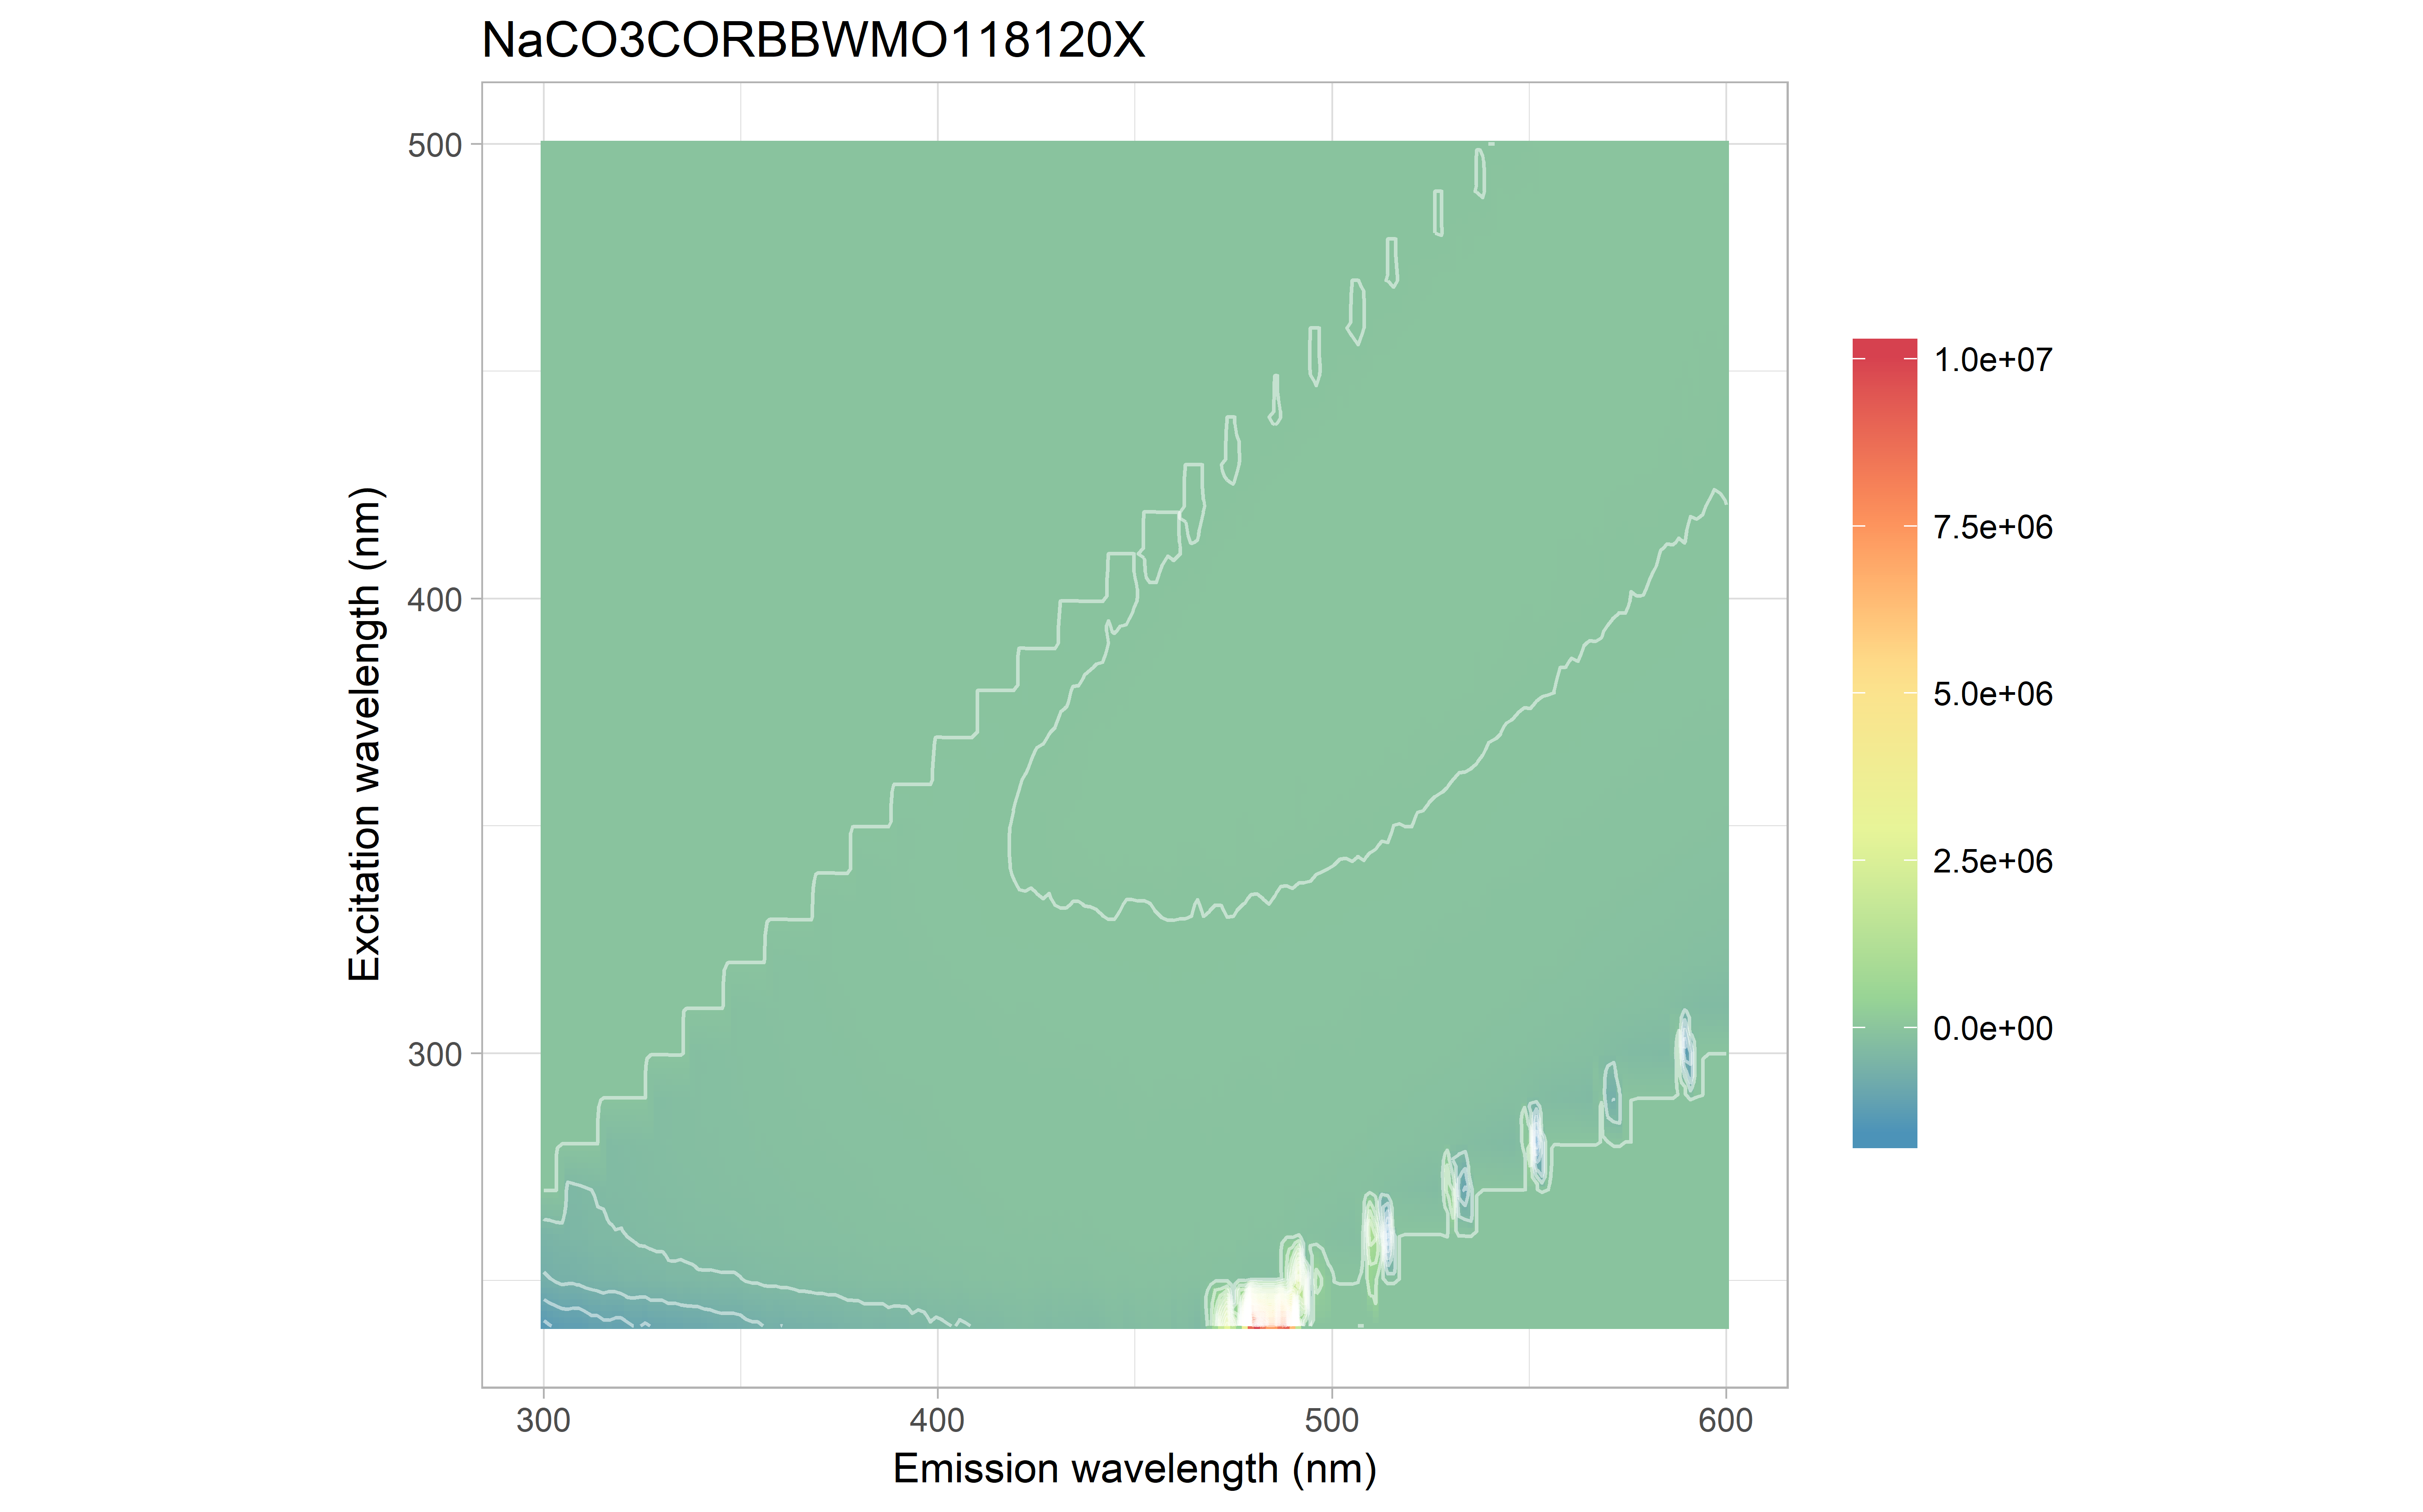 NaCO3CORBBWMO118120X
Excitation wavelength (nm)
500
400
300
300 400 500 600
Emission wavelength (nm)
1.0e+07
7.5e+06
5.0e+06
2.5e+06
0.0e+00